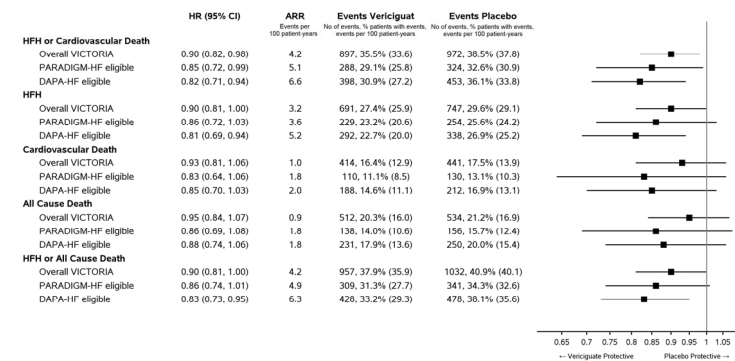 HR (95% CI) ARR Events Vericiguat Events Placebo
Events per 100 patient-years No of events, % patients with events, events per 100 patient-years No of events, % patients with events, events per 100 patient-years
HFH or Cardiovascular Death
Overall VICTORIA 0.90 (0.82, 0.98) 4.2 897, 35.5% (33.6) 972, 38.5% (37.8)
PARADIGM-HF eligible 0.85 (0.72, 0.99) 5.1 288, 29.1% (25.8) 324, 32.6% (30.9)
DAPA-HF eligible 0.82 (0.71, 0.94) 6.6 398, 30.9% (27.2) 453, 36.1% (33.8)
HFH
Overall VICTORIA 0.90 (0.81, 1.00) 3.2 691, 27.4% (25.9) 747, 29.6% (29.1)
PARADIGM-HF eligible 0.86 (0.72, 1.03) 3.6 229, 23.2% (20.6) 254, 25.6% (24.2)
DAPA-HF eligible 0.81 (0.69, 0.94) 5.2 292, 22.7% (20.0) 338, 26.9% (25.2)
Cardiovascular Death
Overall VICTORIA 0.93 (0.81, 1.06) 1.0 414, 16.4% (12.9) 441, 17.5% (13.9)
PARADIGM-HF eligible 0.83 (0.64, 1.06) 1.8 110, 11.1% (8.5) 130, 13.1% (10.3)
DAPA-HF eligible 0.85 (0.70, 1.03) 2.0 188, 14.6% (11.1) 212, 16.9% (13.1)
All Cause Death
Overall VICTORIA 0.95 (0.84, 1.07) 0.9 512, 20.3% (16.0) 534, 21.2% (16.9)
PARADIGM-HF eligible 0.86 (0.69, 1.08) 1.8 138, 14.0% (10.6) 156, 15.7% (12.4)
DAPA-HF eligible 0.88 (0.74, 1.06) 1.8 231, 17.9% (13.6) 250, 20.0% (15.4)
HFH or All Cause Death
Overall VICTORIA 0.90 (0.81, 1.00) 4.2 957, 37.9% (35.9) 1032, 40.9% (40.1)
PARADIGM-HF eligible 0.86 (0.74, 1.01) 4.9 309, 31.3% (27.7) 341, 34.3% (32.6)
DAPA-HF eligible 0.83 (0.73, 0.95) 6.3 428, 33.2% (29.3) 478, 38.1% (35.6)
0.65 0.7 0.75 0.8 0.85 0.9 0.95 1 1.05
← Vericiguate Protective Placebo Protective →